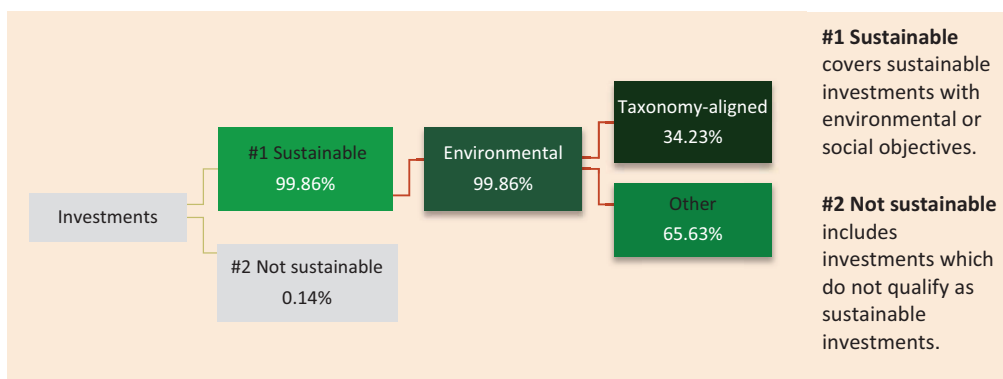 Investments
#1 Sustainable
99.86%
#2 Not sustainable
0.14%
Environmental
99.86%
Taxonomy-aligned
34.23%
Other
65.63%
#1 Sustainable
covers sustainable
investments with
environmental or
social objectives.
#2 Not sustainable
includes
investments which
do not qualify as
sustainable
investments.